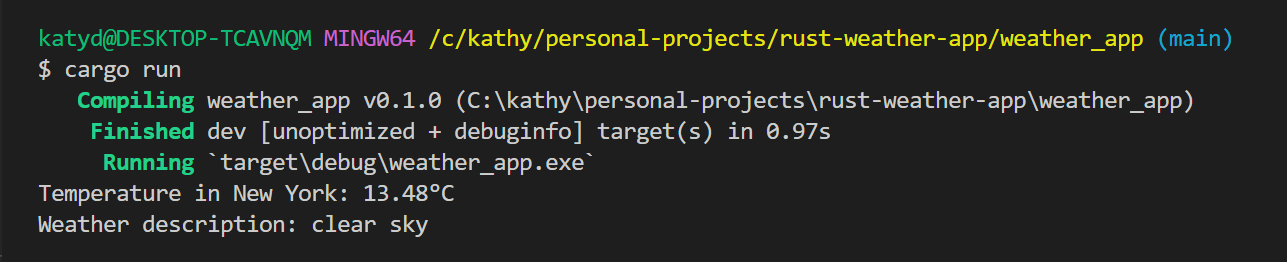 katyd@DESKTOP-TCAVNQM MINGW64 /c/kathy/personal-projects/rust-weather-app/weather_app (main)
$ cargo run
   Compiling weather_app v0.1.0 (C:\kathy\personal-projects\rust-weather-app\weather_app)
    Finished dev [unoptimized + debuginfo] target(s) in 0.97s
     Running `target\debug\weather_app.exe`
Temperature in New York: 13.48°C
Weather description: clear sky